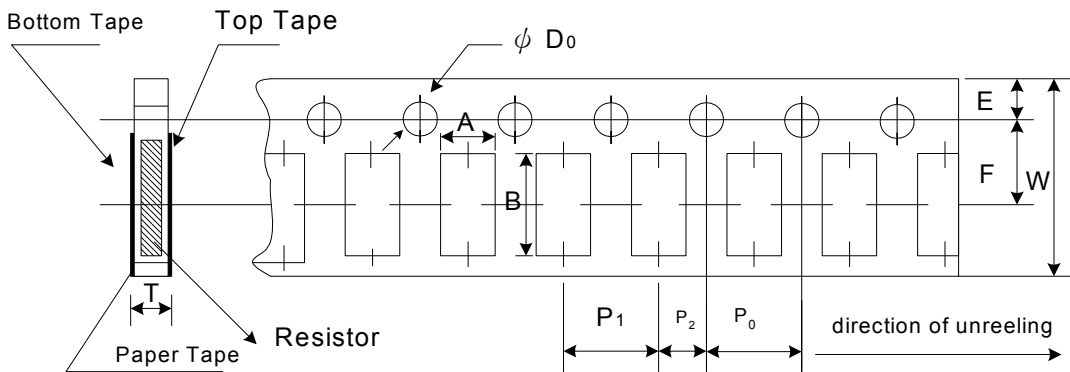 Bottom Tape
Top Tape
ϕ D₀
E
A
F
W
B
T
P₁
P₂
P₀
Resistor
direction of unreeling
Paper Tape